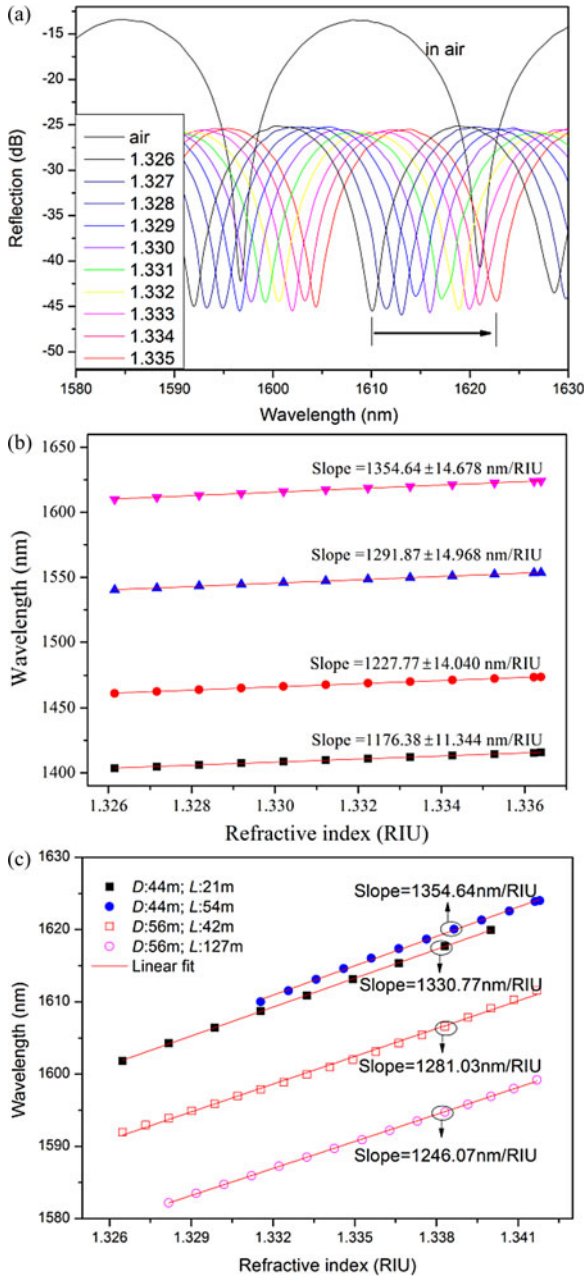 (a)
in air
air
1.326
1.327
1.328
1.329
1.330
1.331
1.332
1.333
1.334
1.335
-15
-20
-25
-30
-35
-40
-45
-50
Reflection (dB)
1580 1590 1600 1610 1620 1630
Wavelength (nm)
(b)
1650
1600
1550
1500
1450
1400
Wavelength (nm)
Slope =1354.64 ±14.678 nm/RIU
Slope =1291.87 ±14.968 nm/RIU
Slope =1227.77 ±14.040 nm/RIU
Slope =1176.38 ±11.344 nm/RIU
1.326 1.328 1.330 1.332 1.334 1.336
Refractive index (RIU)
(c)
1630
1620
1610
1600
1590
1580
Wavelength (nm)
D:44m; L:21m
D:44m; L:54m
D:56m; L:42m
D:56m; L:127m
Linear fit
Slope=1354.64nm/RIU
Slope=1330.77nm/RIU
Slope=1281.03nm/RIU
Slope=1246.07nm/RIU
1.326 1.329 1.332 1.335 1.338 1.341
Refractive index (RIU)